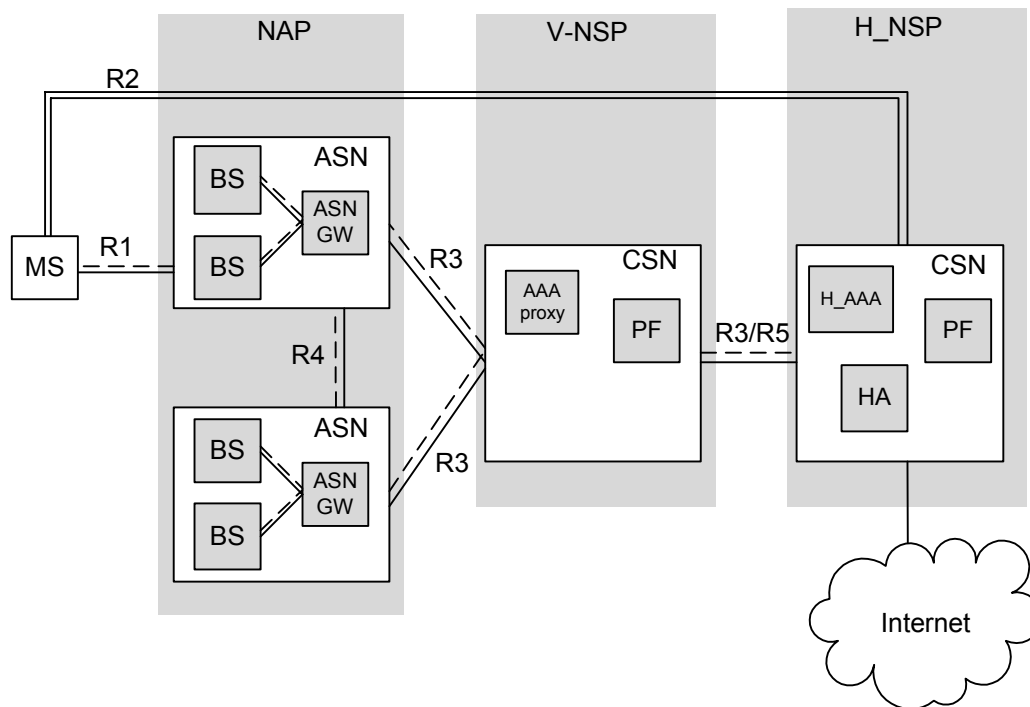 NAP
V-NSP
H_NSP
R2
ASN
BS
ASN
GW
BS
MS
R1
R3
CSN
AAA
proxy
PF
R3/R5
CSN
H_AAA
PF
HA
R4
ASN
BS
ASN
GW
BS
R3
Internet